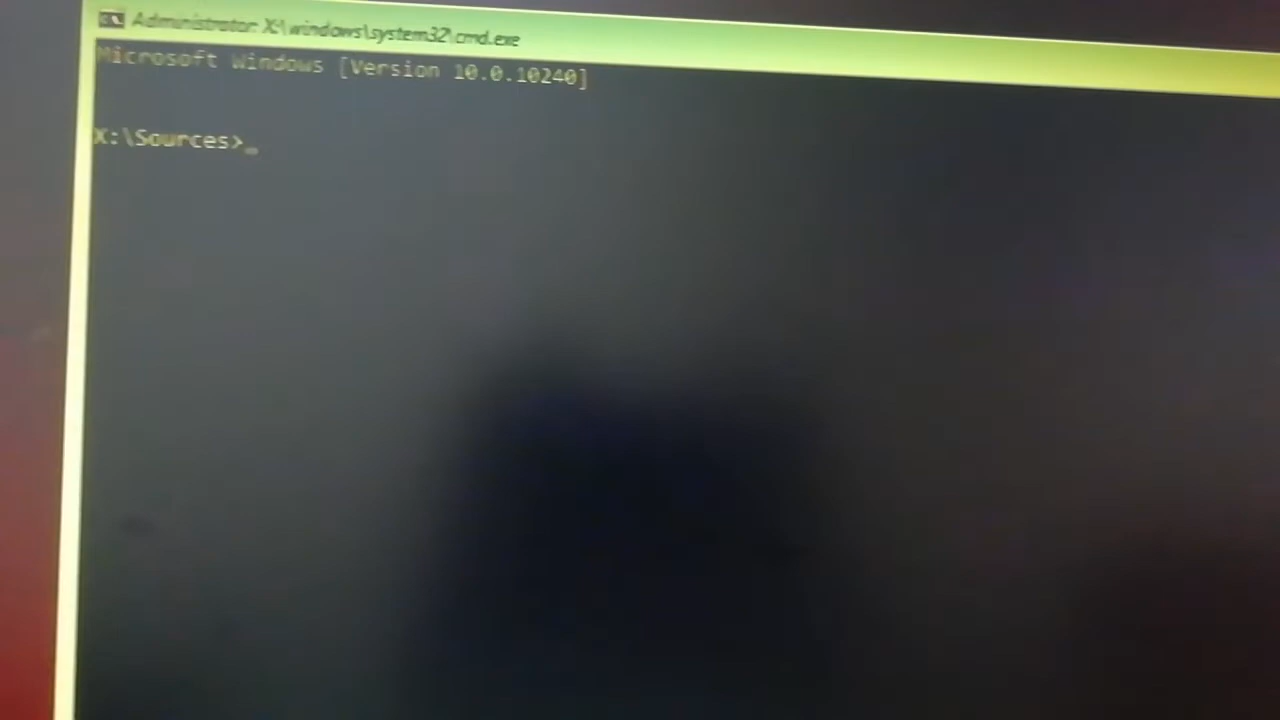 Administrator: X:\windows\system32\cmd.exe
Microsoft Windows [Version 10.0.10240]
X:\Sources>_